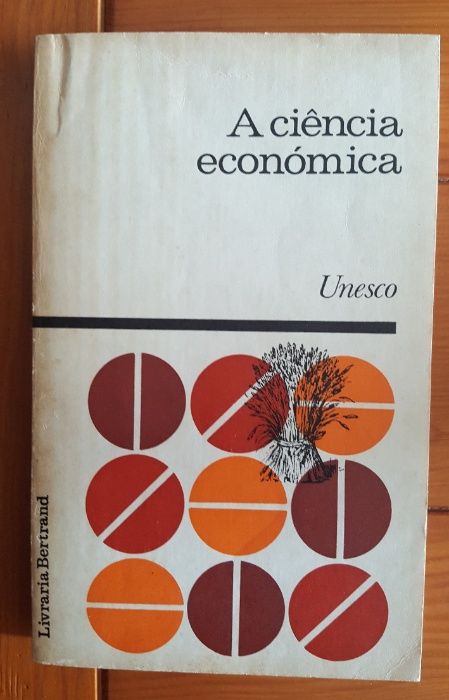 A ciência
económica
Unesco
Livraria Bertrand